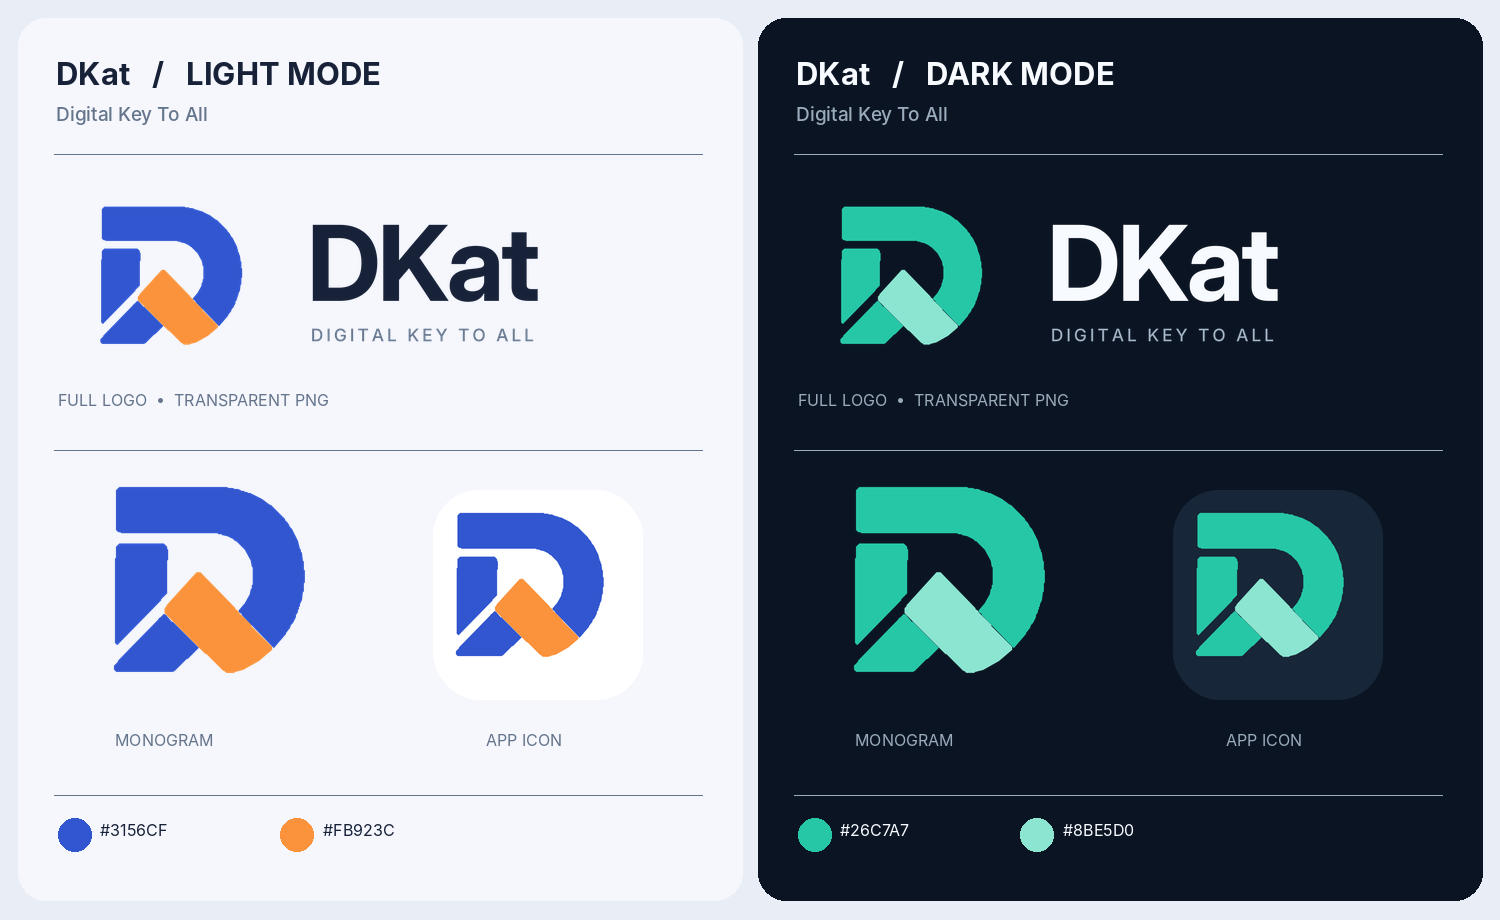 DKat / LIGHT MODE
Digital Key To All
DKat
DIGITAL KEY TO ALL
FULL LOGO • TRANSPARENT PNG
MONOGRAM
APP ICON
#3156CF
#FB923C
DKat / DARK MODE
Digital Key To All
DKat
DIGITAL KEY TO ALL
FULL LOGO • TRANSPARENT PNG
MONOGRAM
APP ICON
#26C7A7
#8BE5D0